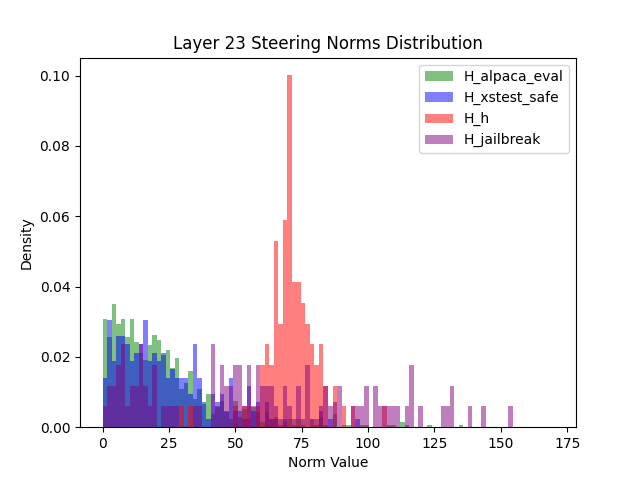 Layer 23 Steering Norms Distribution
H_alpaca_eval
H_xstest_safe
H_h
H_jailbreak
Density
0.10
0.08
0.06
0.04
0.02
0.00
0 25 50 75 100 125 150 175
Norm Value